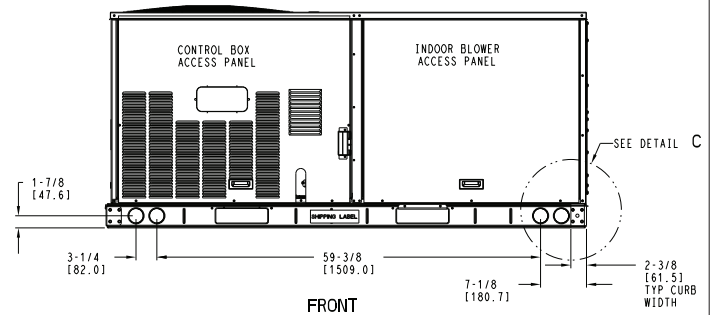 CONTROL BOX
ACCESS PANEL
INDOOR BLOWER
ACCESS PANEL
SEE DETAIL C
1-7/8
[47.6]
SHIPPING LABEL
3-1/4
[82.0]
59-3/8
[1509.0]
7-1/8
[180.7]
2-3/8
[61.5]
TYP CURB
WIDTH
FRONT